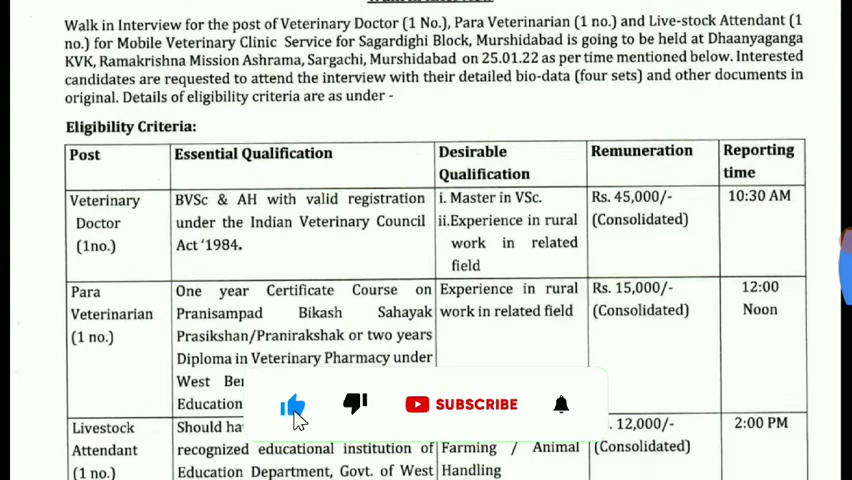 Walk in Interview for the post of Veterinary Doctor (1 No.), Para Veterinarian (1 no.) and Live-stock Attendant (1
no.) for Mobile Veterinary Clinic Service for Sagardighi Block, Murshidabad is going to be held at Dhaanyaganga
KVK, Ramakrishna Mission Ashrama, Sargachi, Murshidabad on 25.01.22 as per time mentioned below. Interested
candidates are requested to attend the interview with their detailed bio-data (four sets) and other documents in
original. Details of eligibility criteria are as under -
Eligibility Criteria:
Post Essential Qualification Desirable Qualification Remuneration Reporting time
Veterinary Doctor (1no.)
BVSc & AH with valid registration
under the Indian Veterinary Council
Act '1984.
i. Master in VSc.
ii.Experience in rural
work in related
field
Rs. 45,000/-
(Consolidated)
10:30 AM
Para
Veterinarian
(1 no.)
One year Certificate Course on
Pranisampad Bikash Sahayak
Prasikshan/Pranirakshak or two years
Diploma in Veterinary Pharmacy under
West
Education
Experience in rural
work in related field
Rs. 15,000/-
(Consolidated)
12:00
Noon
Livestock
Attendant
(1 no.)
Should
recognized educational institution of
Education Department, Govt. of West
Farming / Animal
Handling
12,000/-
(Consolidated)
2:00 PM
SUBSCRIBE